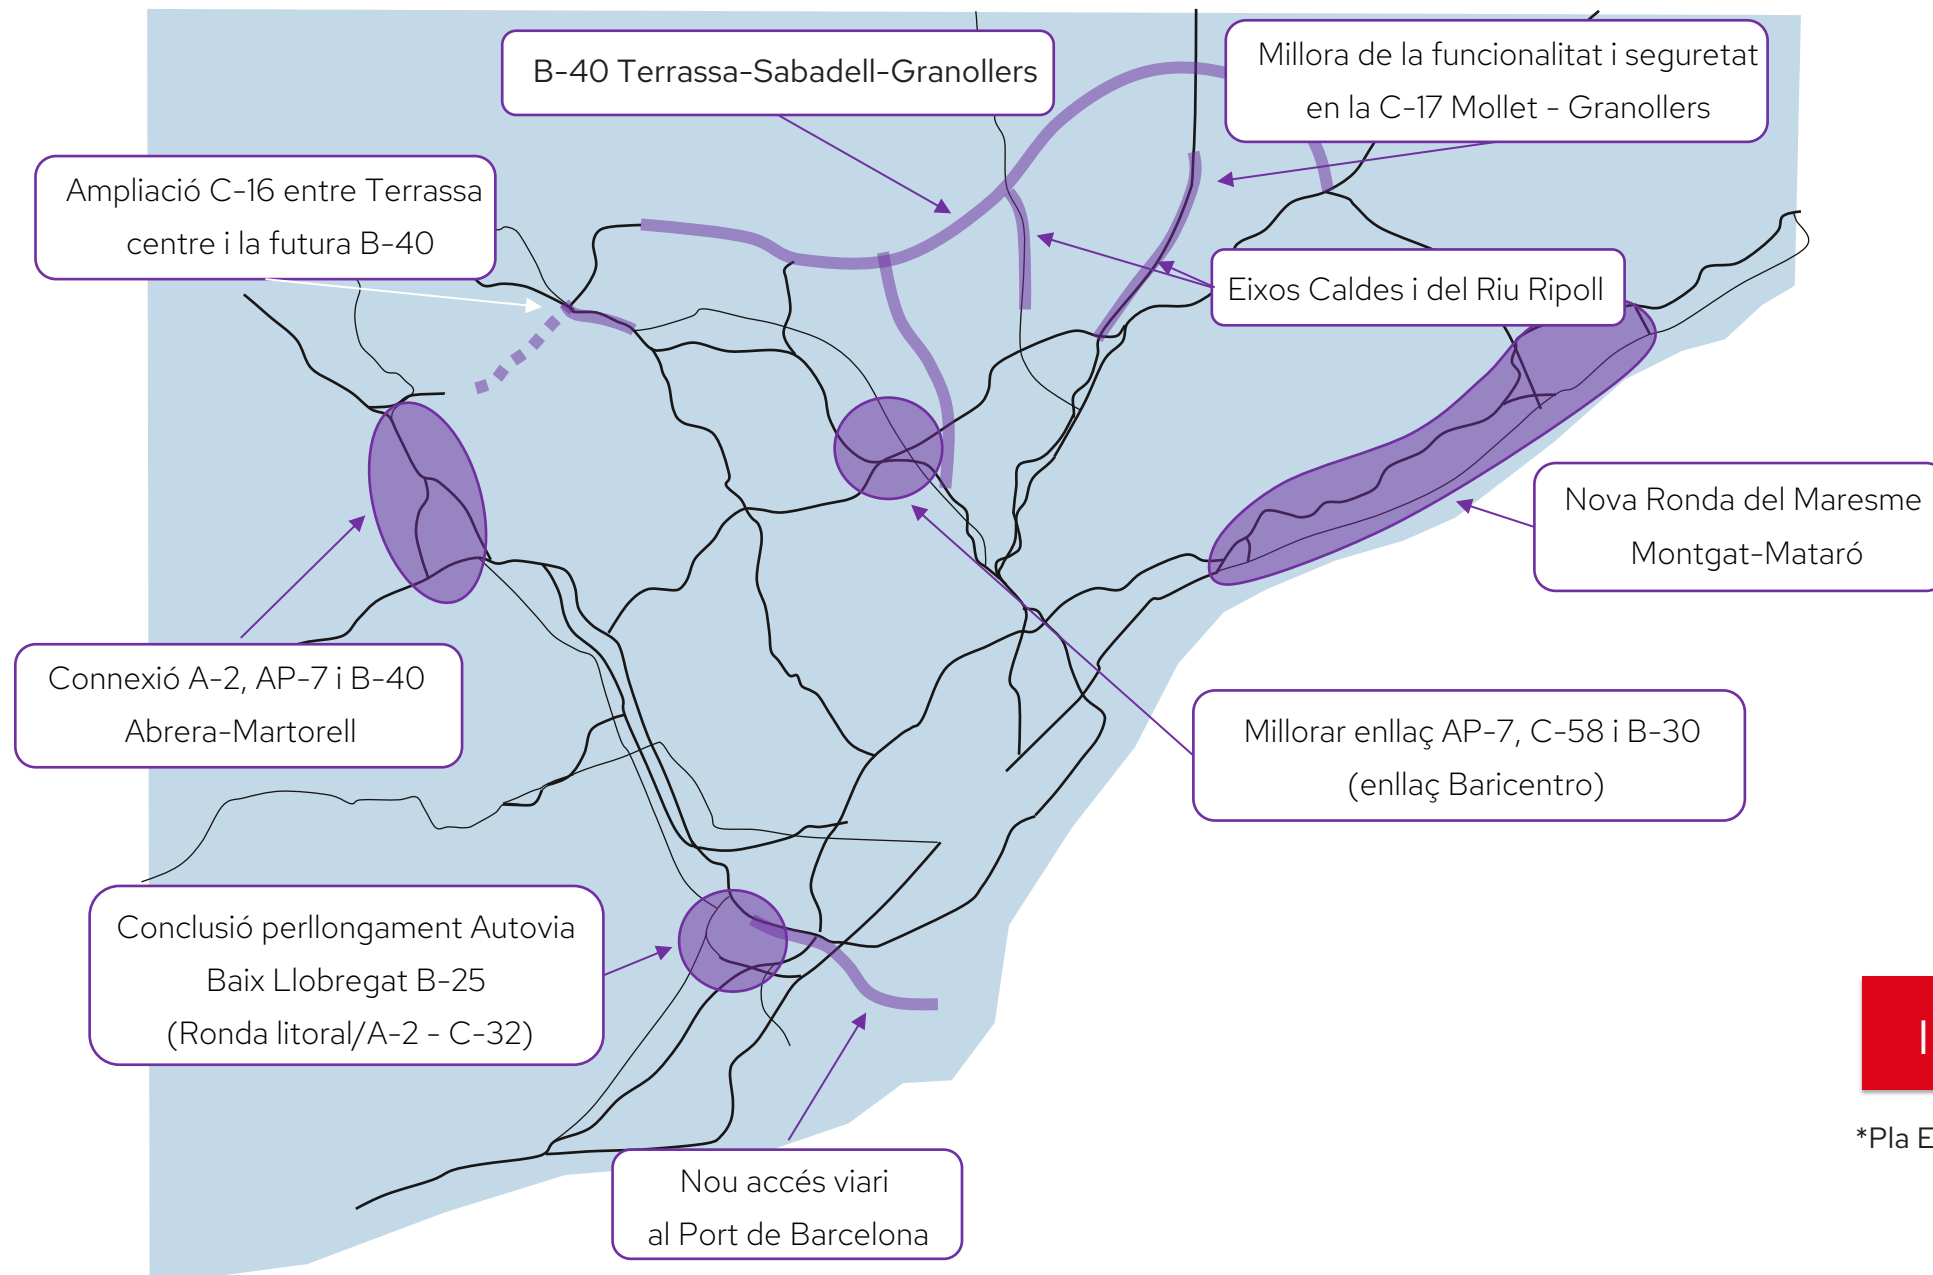 B-40 Terrassa-Sabadell-Granollers
Millora de la funcionalitat i seguretat
en la C-17 Mollet - Granollers
Ampliació C-16 entre Terrassa
centre i la futura B-40
Eixos Caldes i del Riu Ripoll
Nova Ronda del Maresme
Montgat-Mataró
Connexió A-2, AP-7 i B-40
Abrera-Martorell
Millorar enllaç AP-7, C-58 i B-30
(enllaç Baricentro)
Conclusió perllongament Autovia
Baix Llobregat B-25
(Ronda litoral/A-2 - C-32)
Nou accés viari
al Port de Barcelona
*Pla E